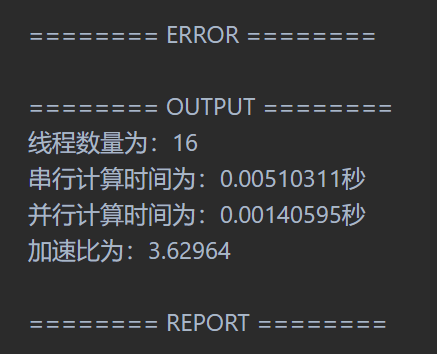 ======== ERROR ========
======== OUTPUT ========
线程数量为：16
串行计算时间为：0.00510311秒
并行计算时间为：0.00140595秒
加速比为：3.62964
======== REPORT ========